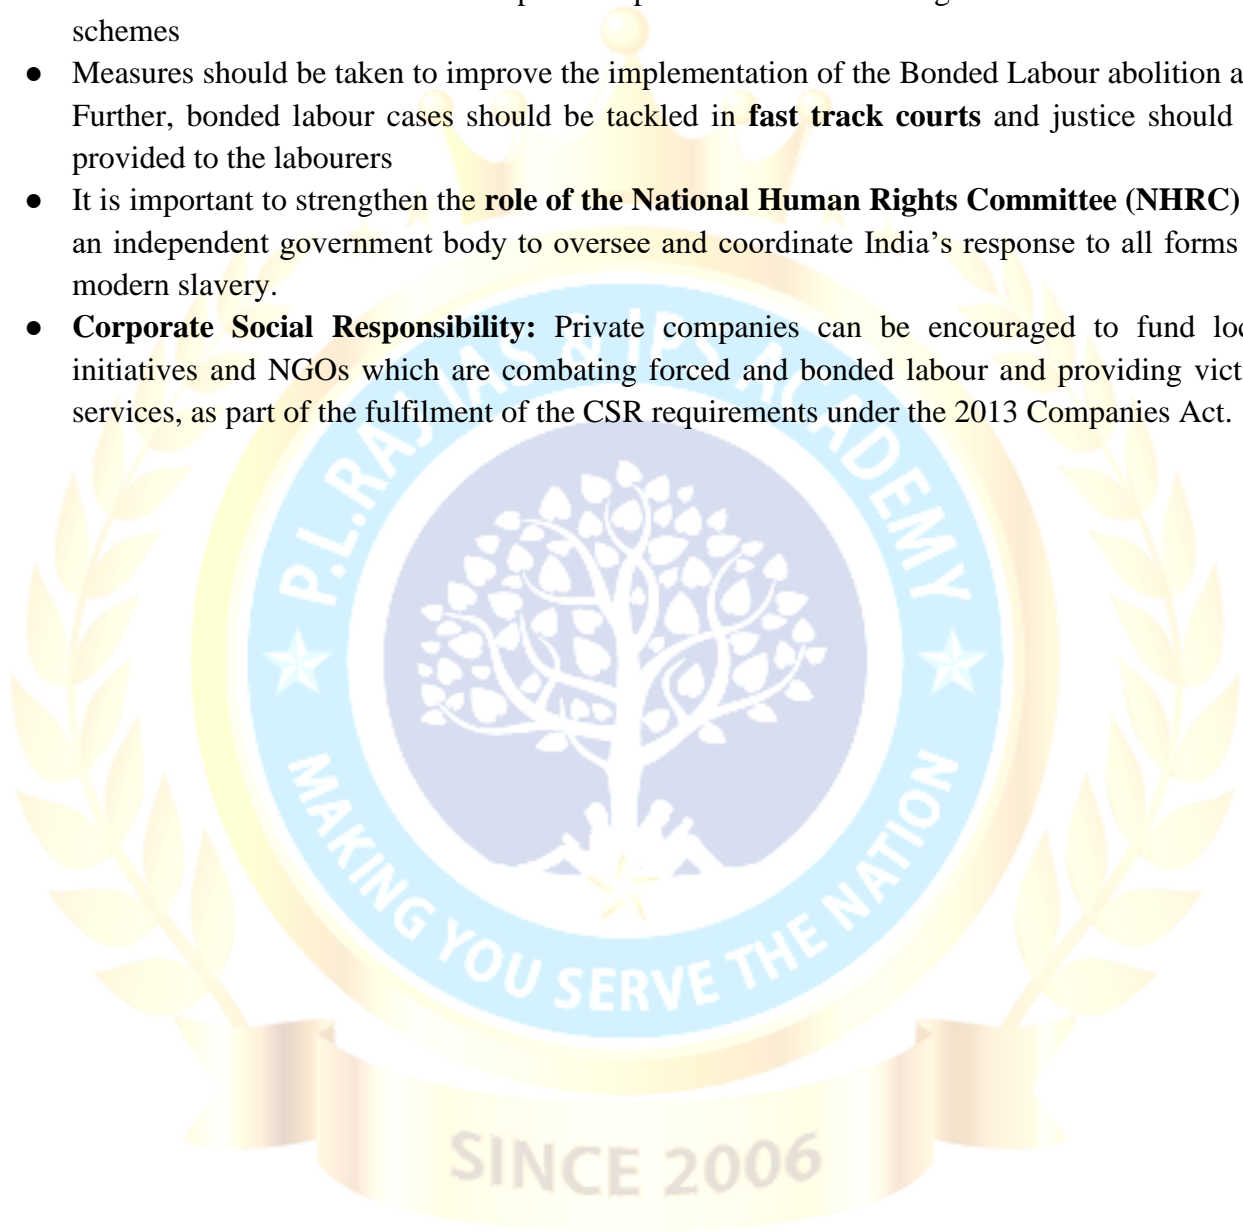 schemes
● Measures should be taken to improve the implementation of the Bonded Labour abolition
Further, bonded labour cases should be tackled in fast track courts and justice should
provided to the labourers
● It is important to strengthen the role of the National Human Rights Committee (NHRC)
an independent government body to oversee and coordinate India’s response to all forms
modern slavery.
● Corporate Social Responsibility: Private companies can be encouraged to fund
initiatives and NGOs which are combating forced and bonded labour and providing
services, as part of the fulfilment of the CSR requirements under the 2013 Companies Act.
P.L.RAJ IAS & IPS ACADEMY
MAKING YOU SERVE THE NATION
SINCE 2006